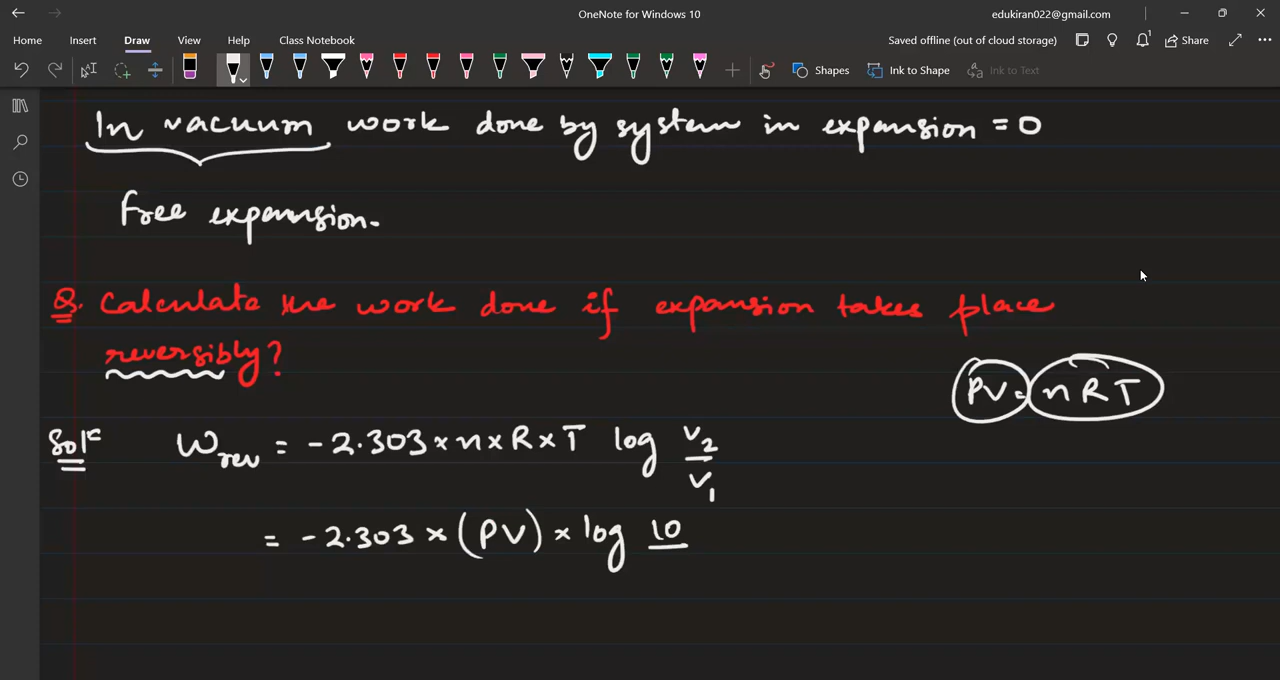 OneNote for Windows 10
edukiran022@gmail.com
Home Insert Draw View Help Class Notebook
Saved offline (out of cloud storage)
Share
Shapes
Ink to Shape
Ink to Text
In vacuum work done by system in expansion = 0
free expansion.
Q. Calculate the work done if expansion takes place
reversibly?
PV = nRT
Sol
W rev = -2.303 × n × R × T log V2/V1
= -2.303 × (PV) × log 10